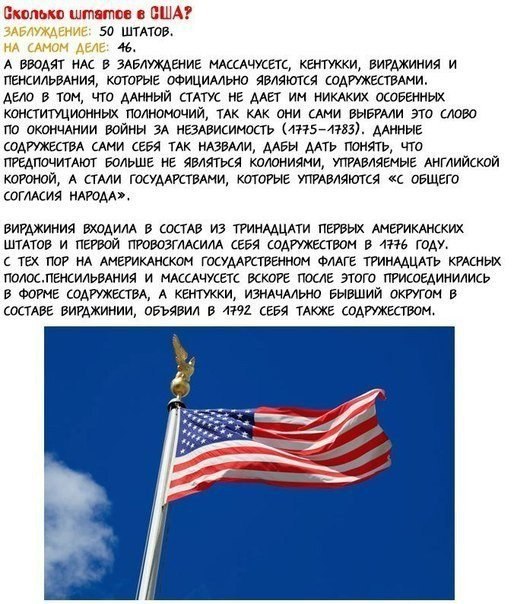 Сколько штатов в США?
ЗАБЛУЖДЕНИЕ: 50 ШТАТОВ.
НА САМОМ ДЕЛЕ: 46.
А ВВОДЯТ НАС В ЗАБЛУЖДЕНИЕ МАССАЧУСЕТС, КЕНТУККИ, ВИРДЖИНИЯ И
ПЕНСИЛЬВАНИЯ, КОТОРЫЕ ОФИЦИАЛЬНО ЯВЛЯЮТСЯ СОДРУЖЕСТВАМИ.
ДЕЛО В ТОМ, ЧТО ДАННЫЙ СТАТУС НЕ ДАЕТ ИМ НИКАКИХ ОСОБЕННЫХ
КОНСТИТУЦИОННЫХ ПОЛНОМОЧИЙ, ТАК КАК ОНИ САМИ ВЫБРАЛИ ЭТО СЛОВО
ПО ОКОНЧАНИИ ВОЙНЫ ЗА НЕЗАВИСИМОСТЬ (1775-1783). ДАННЫЕ
СОДРУЖЕСТВА САМИ СЕБЯ ТАК НАЗВАЛИ, ДАБЫ ДАТЬ ПОНЯТЬ, ЧТО
ПРЕДПОЧИТАЮТ БОЛЬШЕ НЕ ЯВЛЯТЬСЯ КОЛОНИЯМИ, УПРАВЛЯЕМЫЕ АНГЛИЙСКОЙ
КОРОНОЙ, А СТАЛИ ГОСУДАРСТВАМИ, КОТОРЫЕ УПРАВЛЯЮТСЯ «С ОБЩЕГО
СОГЛАСИЯ НАРОДА».
ВИРДЖИНИЯ ВХОДИЛА В СОСТАВ ИЗ ТРИНАДЦАТИ ПЕРВЫХ АМЕРИКАНСКИХ
ШТАТОВ И ПЕРВОЙ ПРОВОЗГЛАСИЛА СЕБЯ СОДРУЖЕСТВОМ В 1776 ГОДУ.
С ТЕХ ПОР НА АМЕРИКАНСКОМ ГОСУДАРСТВЕННОМ ФЛАГЕ ТРИНАДЦАТЬ КРАСНЫХ
ПОЛОС.ПЕНСИЛЬВАНИЯ И МАССАЧУСЕТС ВСКОРЕ ПОСЛЕ ЭТОГО ПРИСОЕДИНИЛИСЬ
В ФОРМЕ СОДРУЖЕСТВА, А КЕНТУККИ, ИЗНАЧАЛЬНО БЫВШИЙ ОКРУГОМ В
СОСТАВЕ ВИРДЖИНИИ, ОБЪЯВИЛ В 1792 СЕБЯ ТАКЖЕ СОДРУЖЕСТВОМ.